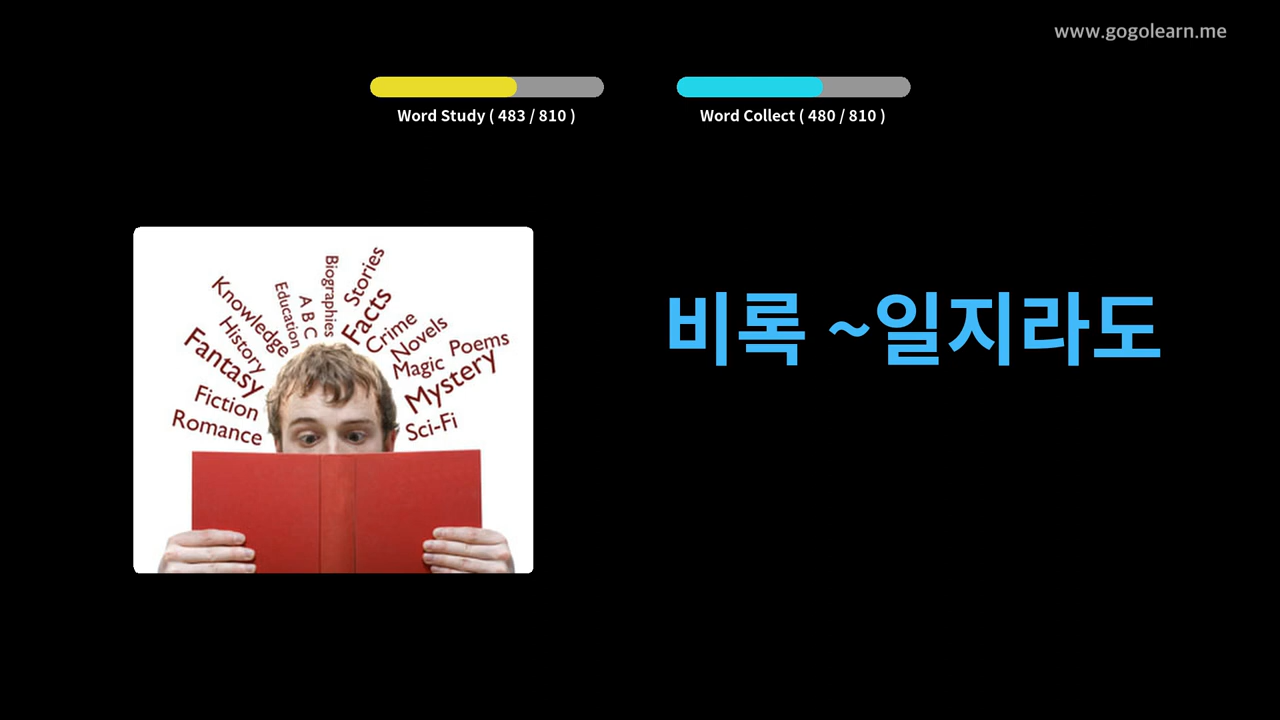 www.gogolearn.me
Word Study ( 483 / 810 )
Word Collect ( 480 / 810 )
비록 ~일지라도
Knowledge
History
Fantasy
Fiction
Romance
Education
A B C
Biographies
Stories
Facts
Crime
Novels
Magic
Poems
Mystery
Sci-Fi